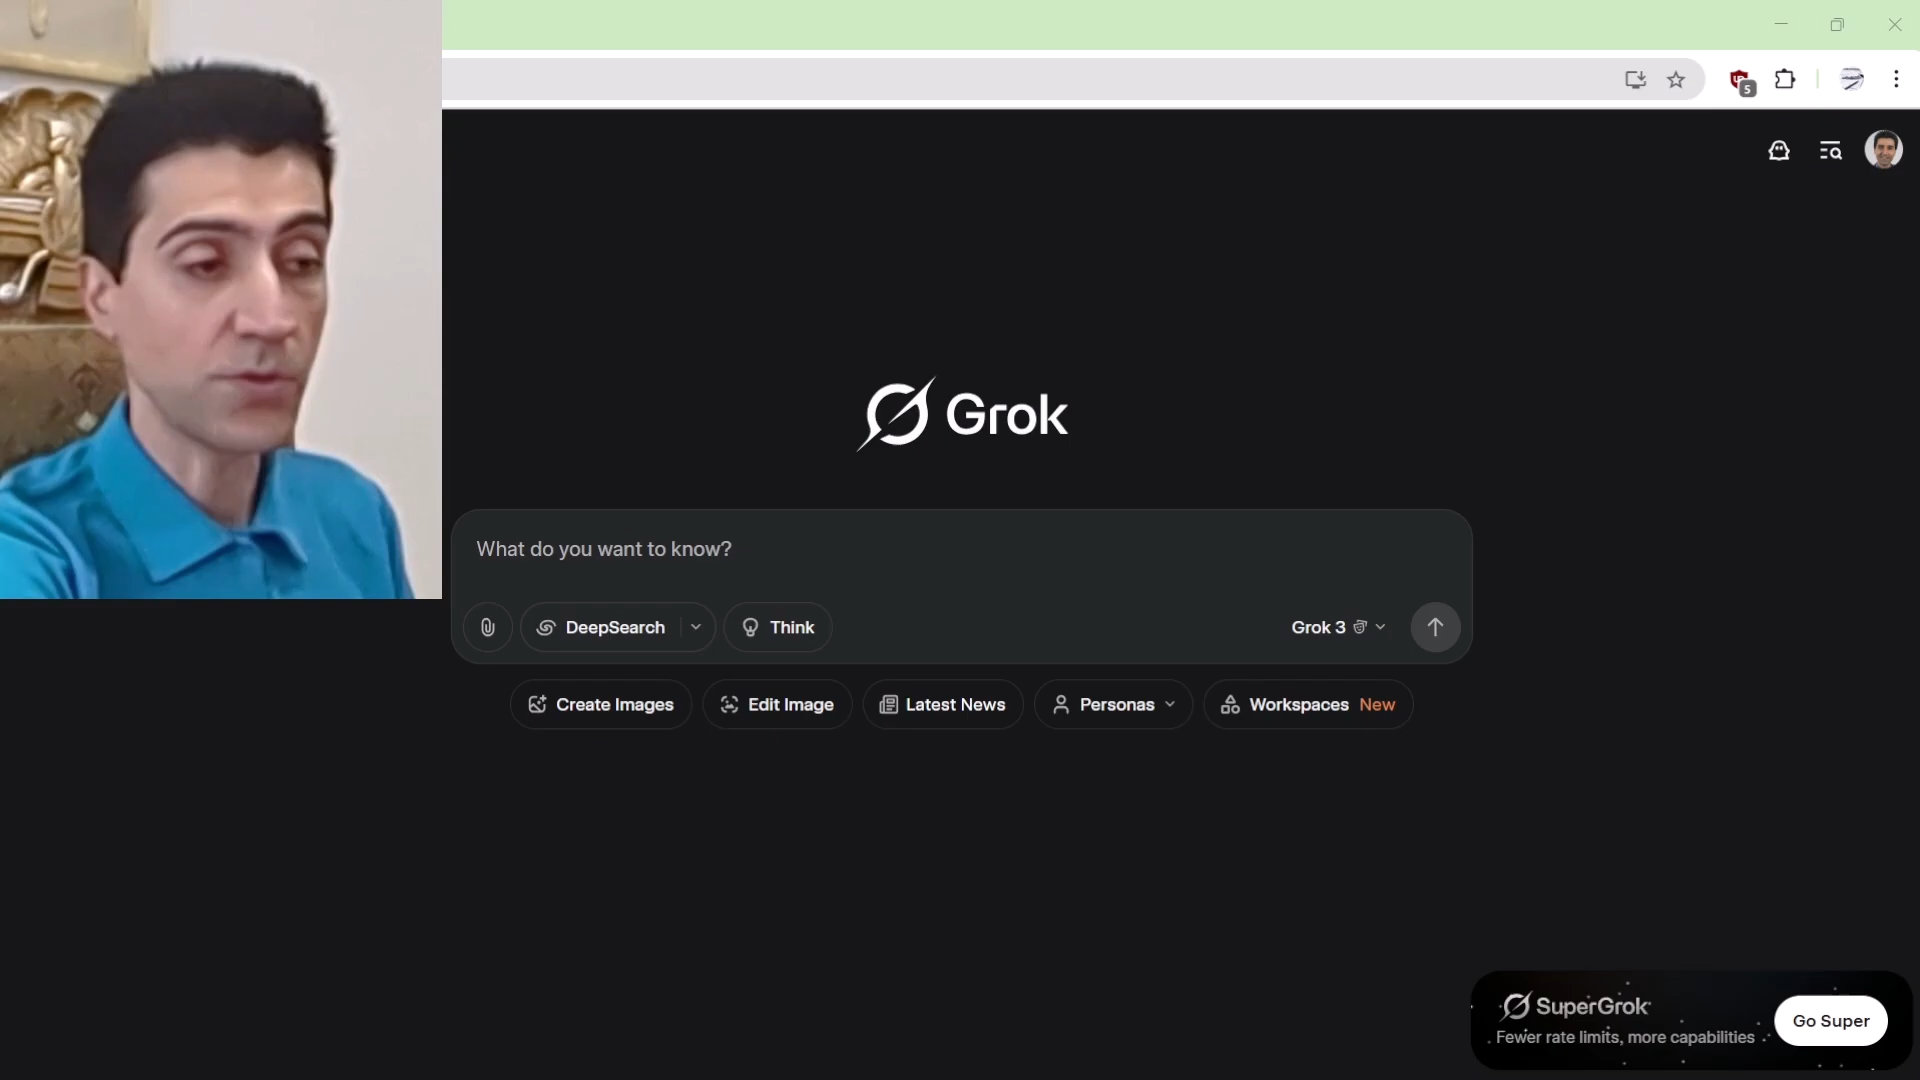 5
Grok
What do you want to know?
DeepSearch
Think
Grok 3
Create Images
Edit Image
Latest News
Personas
Workspaces New
SuperGrok
Fewer rate limits, more capabilities
Go Super